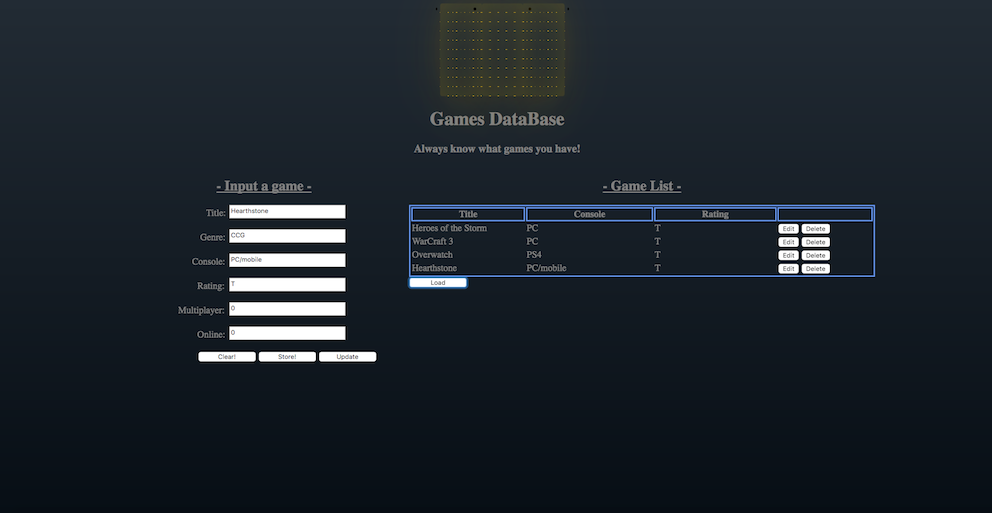 Games DataBase
Always know what games you have!
- Input a game -
Title: Hearthstone
Genre: CCG
Console: PC/mobile
Rating: T
Multiplayer: 0
Online: 0
Clear! Store! Update
- Game List -
Title Console Rating
Heroes of the Storm PC T Edit Delete
WarCraft 3 PC T Edit Delete
Overwatch PS4 T Edit Delete
Hearthstone PC/mobile T Edit Delete
Load